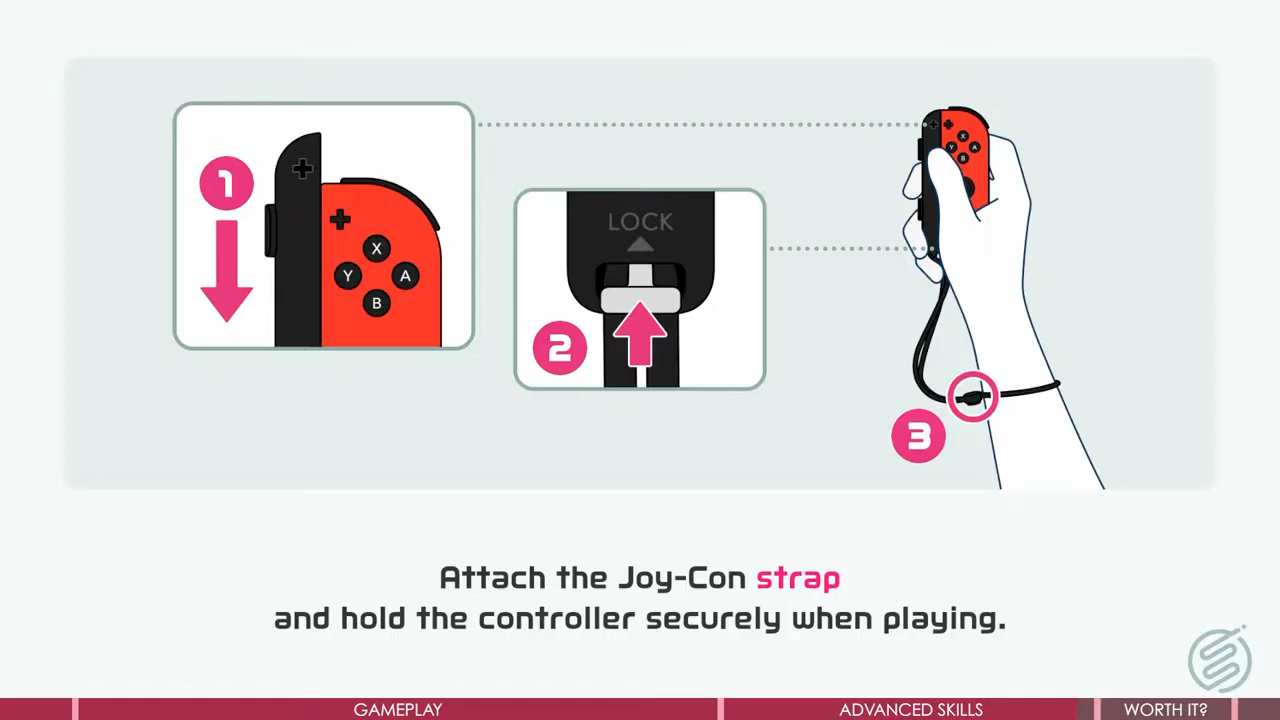 1
X
Y
A
B
LOCK
2
X
Y
A
B
3
Attach the Joy-Con strap
and hold the controller securely when playing.
GAMEPLAY
ADVANCED SKILLS
WORTH IT?